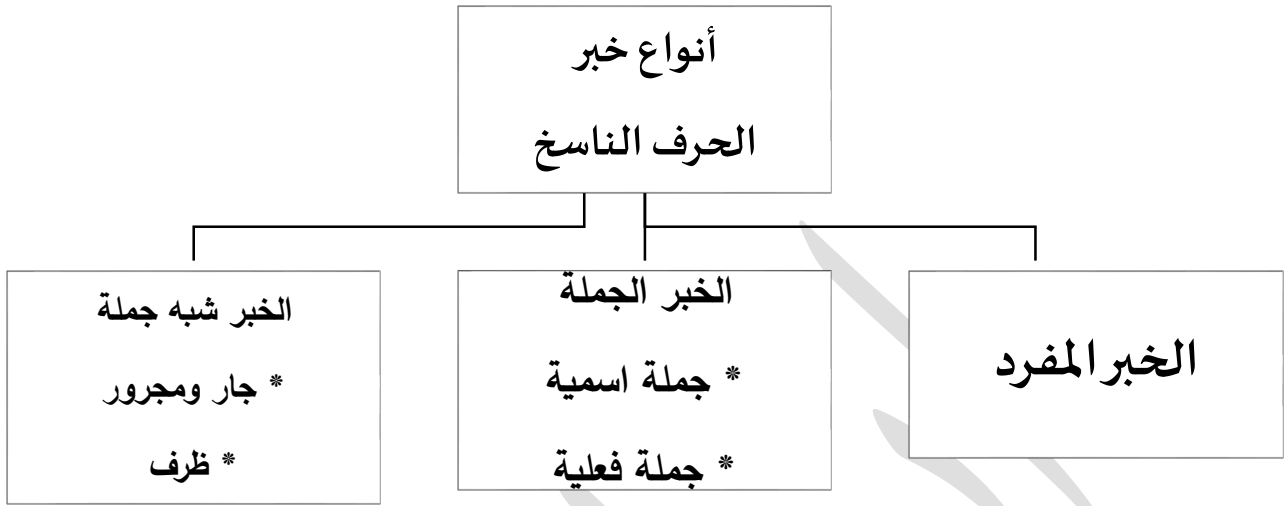 أنواع خبر
الحرف الناسخ
الخبر المفرد
الخبر الجملة
* جملة اسمية
* جملة فعلية
الخبر شبه جملة
* جار ومجرور
* ظرف